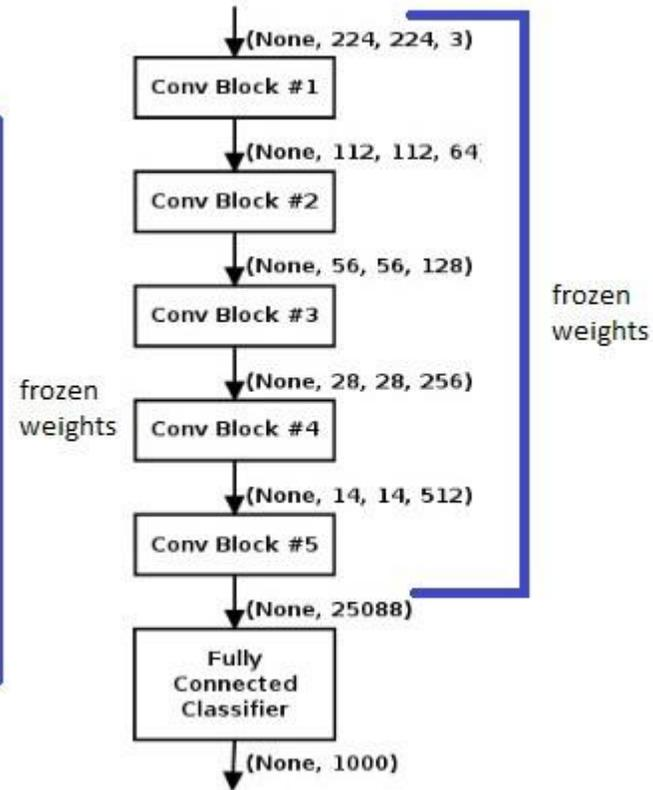 (None, 224, 224, 3)
Conv Block #1
(None, 112, 112, 64
Conv Block #2
(None, 56, 56, 128)
Conv Block #3
frozen
weights
(None, 28, 28, 256)
frozen
weights
Conv Block #4
(None, 14, 14, 512)
Conv Block #5
(None, 25088)
Fully
Connected
Classifier
(None, 1000)